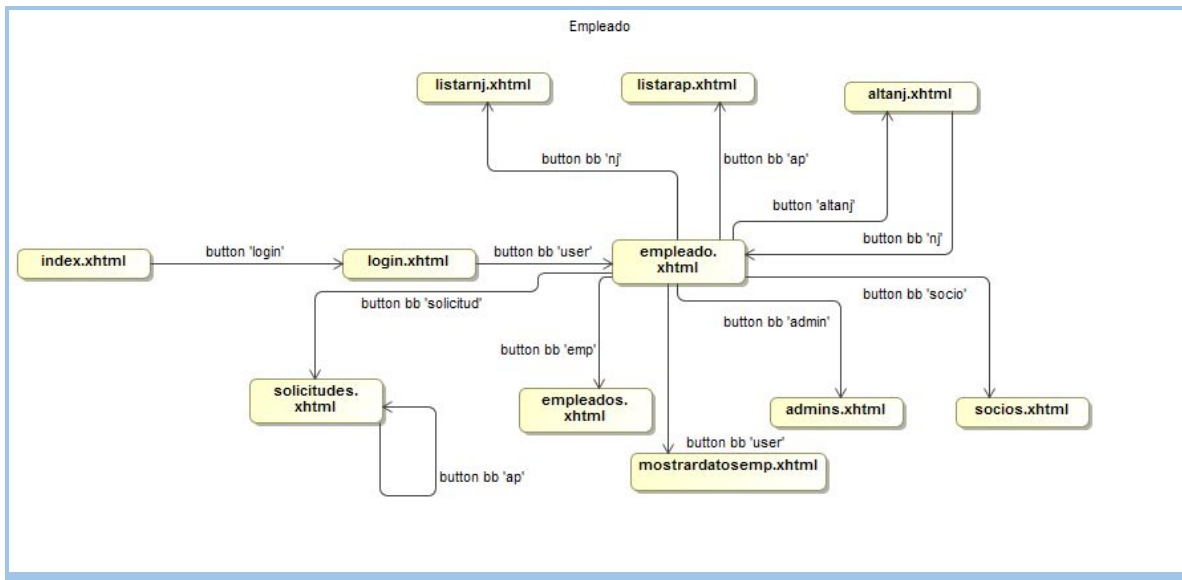 Empleado
listarnj.xhtml
listarap.xhtml
altanj.xhtml
button bb 'nj'
button bb 'ap'
button 'altanj'
button bb 'nj'
index.xhtml
button 'login'
login.xhtml
button bb 'user'
empleado.
xhtml
button bb 'solicitud'
button bb 'socio'
button bb 'admin'
button bb 'emp'
solicitudes.
xhtml
empleados.
xhtml
admins.xhtml
socios.xhtml
button bb 'user'
mostrardatosemp.xhtml
button bb 'ap'